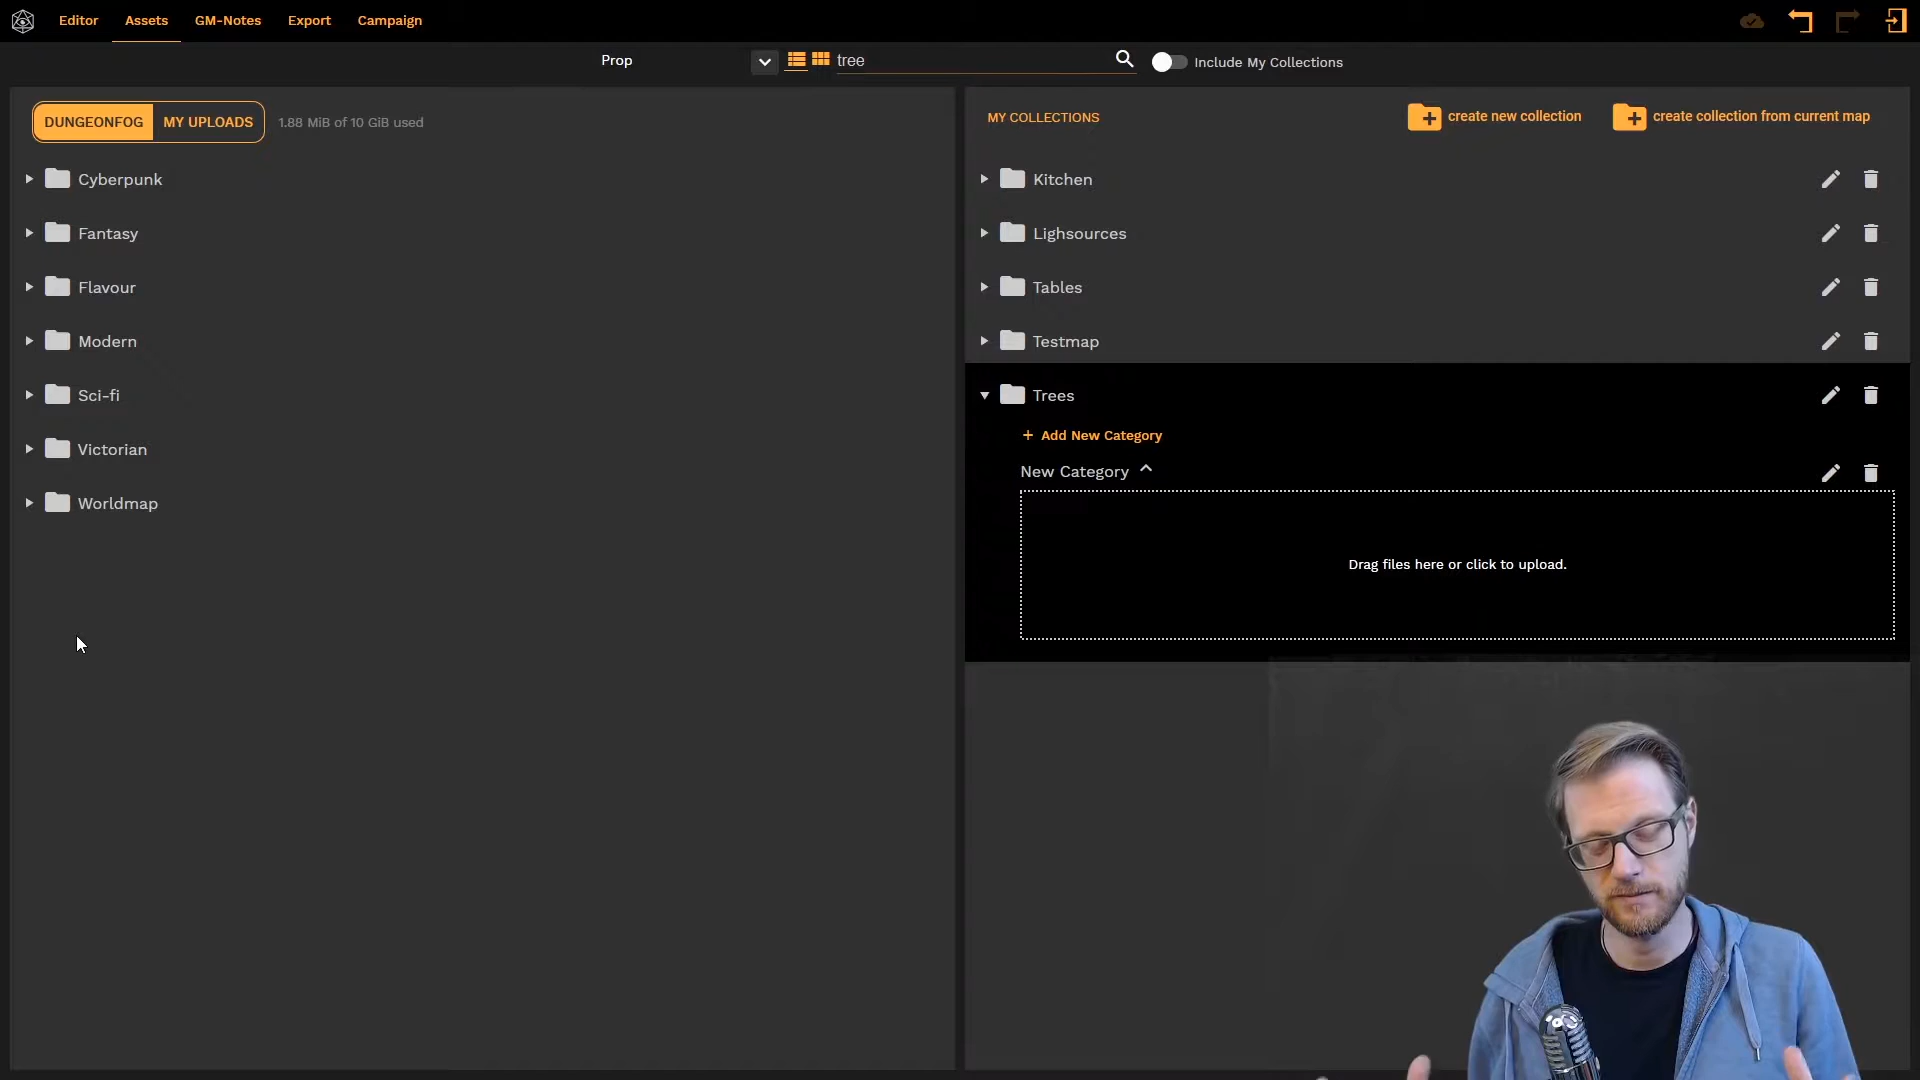 Editor Assets GM-Notes Export Campaign
Prop tree Include My Collections
DUNGEONFOG MY UPLOADS 1.88 MiB of 10 GiB used
Cyberpunk
Fantasy
Flavour
Modern
Sci-fi
Victorian
Worldmap
MY COLLECTIONS create new collection create collection from current map
Kitchen
Lighsources
Tables
Testmap
Trees
+ Add New Category
New Category
Drag files here or click to upload.